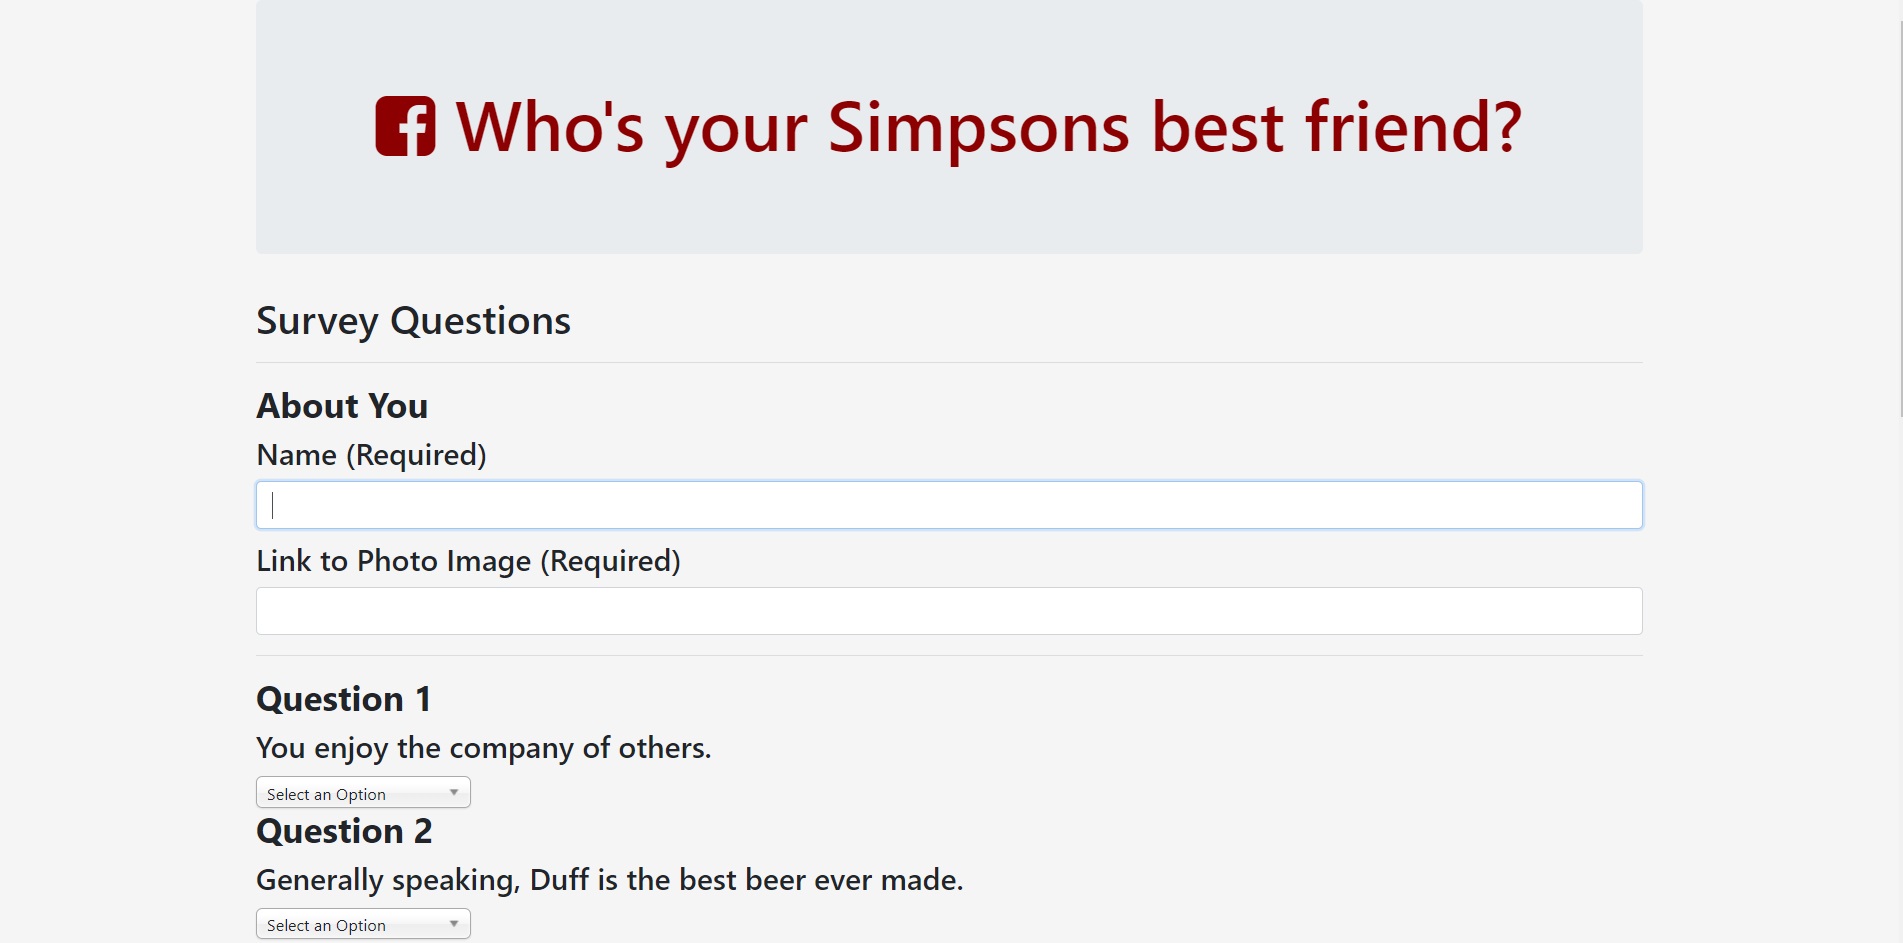 Who's your Simpsons best friend?
Survey Questions
About You
Name (Required)
Link to Photo Image (Required)
Question 1
You enjoy the company of others.
Select an Option
Question 2
Generally speaking, Duff is the best beer ever made.
Select an Option